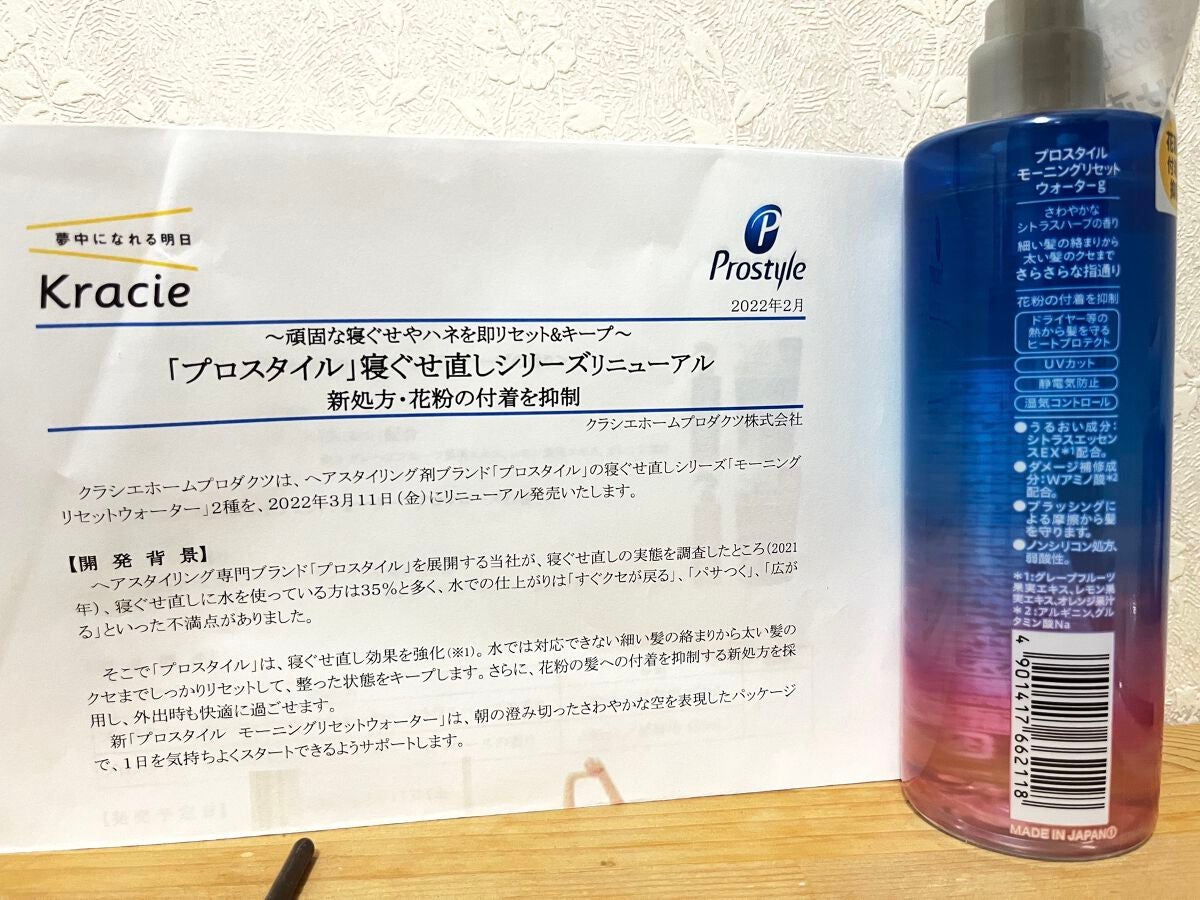 夢中になれる明日
Kracie
Prostyle
2022年2月
～頑固な寝ぐせやハネを即リセット&キープ～
「プロスタイル」寝ぐせ直しシリーズリニューアル
新処方・花粉の付着を抑制
クラシエホームプロダクツ株式会社
クラシエホームプロダクツは、ヘアスタイリング剤ブランド「プロスタイル」の寝ぐせ直しシリーズ「モーニング
リセットウォーター」2種を、2022年3月11日(金)にリニューアル発売いたします。
【開発背景】
ヘアスタイリング専門ブランド「プロスタイル」を展開する当社が、寝ぐせ直しの実態を調査したところ(2021
年)、寝ぐせ直しに水を使っている方は35%と多く、水での仕上がりは「すぐクセが戻る」、「パサつく」、「広が
る」といった不満点がありました。
そこで「プロスタイル」は、寝ぐせ直し効果を強化(※1)。水では対応できない細い髪の絡まりから太い髪の
クセまでしっかりリセットして、整った状態をキープします。さらに、花粉の髪への付着を抑制する新処方を採
用し、外出時も快適に過ごせます。
新「プロスタイル　モーニングリセットウォーター」は、朝の澄み切ったさわやかな空を表現したパッケージ
で、1日を気持ちよくスタートできるようサポートします。
プロスタイル
モーニングリセット
ウォーターg
さわやかな
シトラスハーブの香り
細い髪の絡まりから
太い髪のクセまで
さらさらな指通り
花粉の付着を抑制
ドライヤー等の
熱から髪を守る
ヒートプロテクト
UVカット
静電気防止
湿気コントロール
●うるおい成分:
シトラスエッセン
スEX*1配合。
●ダメージ補修成
分:Wアミノ酸*2
配合。
●ブラッシングに
よる摩擦から髪
を守ります。
●ノンシリコン処方、
弱酸性。
*1:グレープフルーツ
果実エキス、レモン果
実エキス、オレンジ果汁
*2:アルギニン、グル
タミン酸Na
4 901417 662118
MADE IN JAPAN①